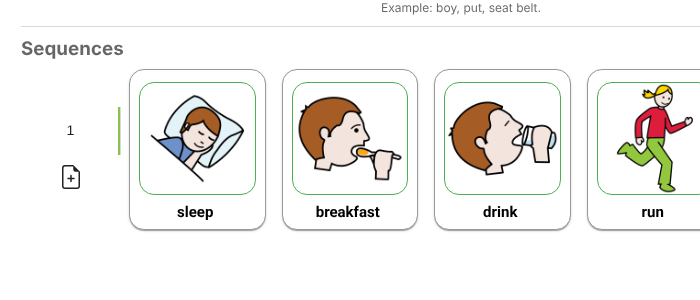 Example: boy, put, seat belt.
Sequences
1
sleep
breakfast
drink
run